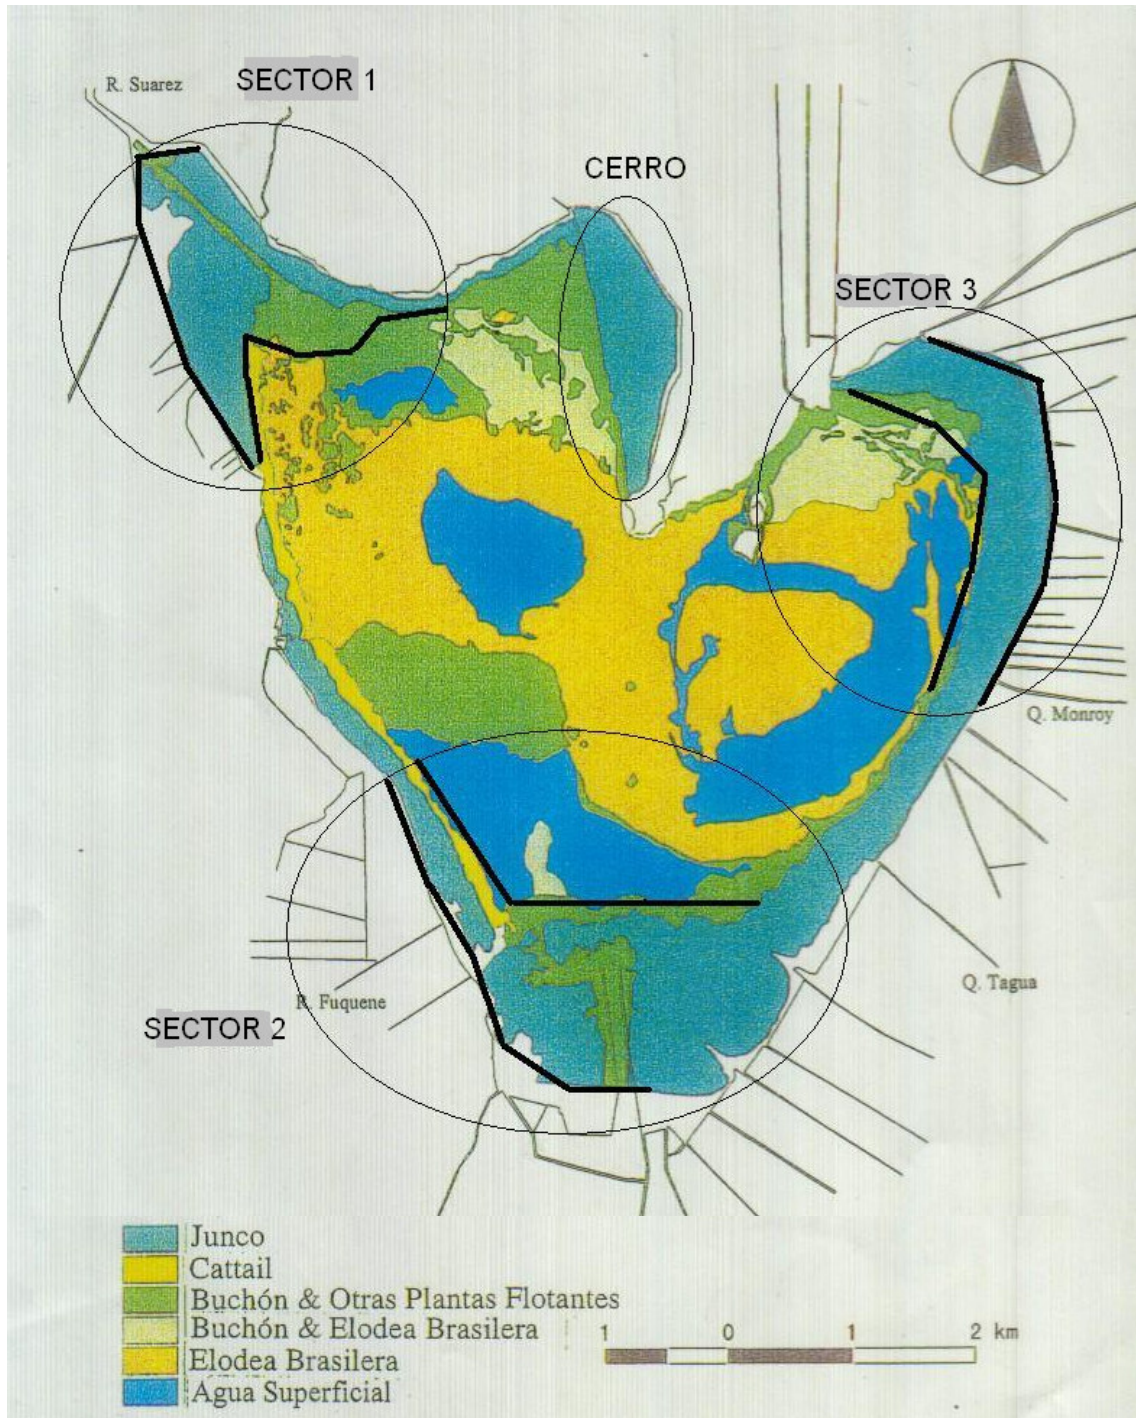 R. Suarez
SECTOR 1
CERRO
SECTOR 3
Q. Monroy
Q. Tagua
R. Fuquene
SECTOR 2
Junco
Cattail
Buchón & Otras Plantas Flotantes
Buchón & Elodea Brasilera
Elodea Brasilera
Agua Superficial
1 0 1 2 km